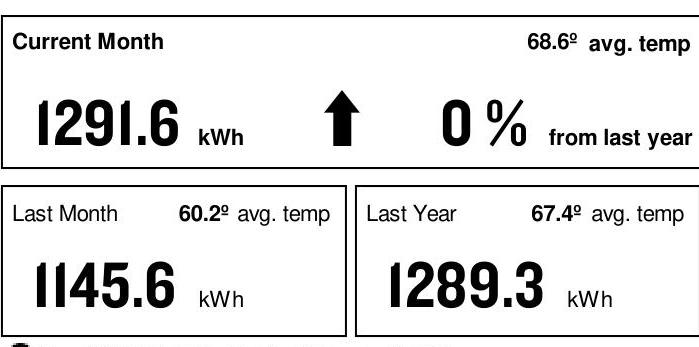 Current Month 68.6º avg. temp
1291.6 kWh 0 % from last year
Last Month 60.2º avg. temp
1145.6 kWh
Last Year 67.4º avg. temp
1289.3 kWh